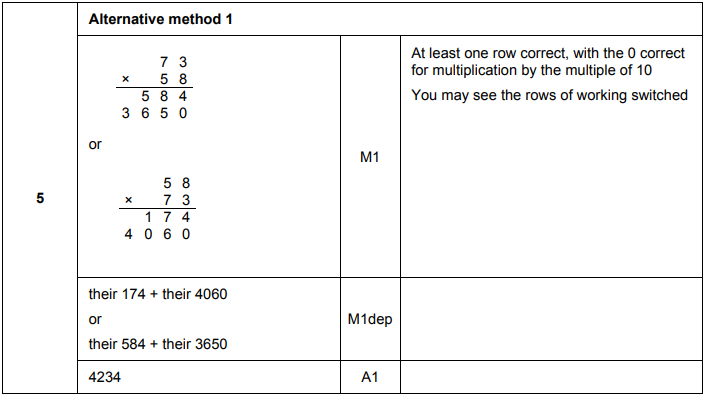 Alternative method 1
7 3
× 5 8
5 8 4
3 6 5 0
or
5 8
× 7 3
1 7 4
4 0 6 0
M1
At least one row correct, with the 0 correct
for multiplication by the multiple of 10
You may see the rows of working switched
5
their 174 + their 4060
or
their 584 + their 3650
M1dep
4234
A1